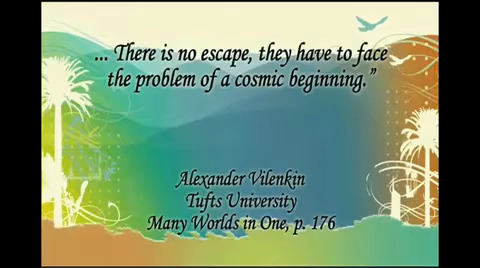 ... There is no escape, they have to face
the problem of a cosmic beginning.”
Alexander Vilenkin
Tufts University
Many Worlds in One, p. 176